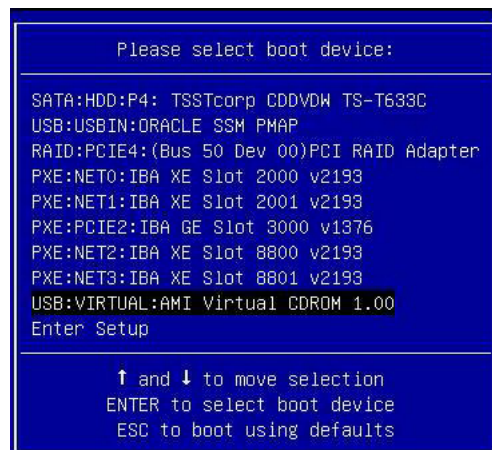 Please select boot device:
SATA:HDD:P4: TSSTcorp CDDVDW TS-T633C
USB:USBIN:ORACLE SSM PMAP
RAID:PCIE4:(Bus 50 Dev 00)PCI RAID Adapter
PXE:NET0:IBA XE Slot 2000 v2193
PXE:NET1:IBA XE Slot 2001 v2193
PXE:PCIE2:IBA GE Slot 3000 v1376
PXE:NET2:IBA XE Slot 8800 v2193
PXE:NET3:IBA XE Slot 8801 v2193
USB:VIRTUAL:AMI Virtual CDROM 1.00
Enter Setup
↑ and ↓ to move selection
ENTER to select boot device
ESC to boot using defaults